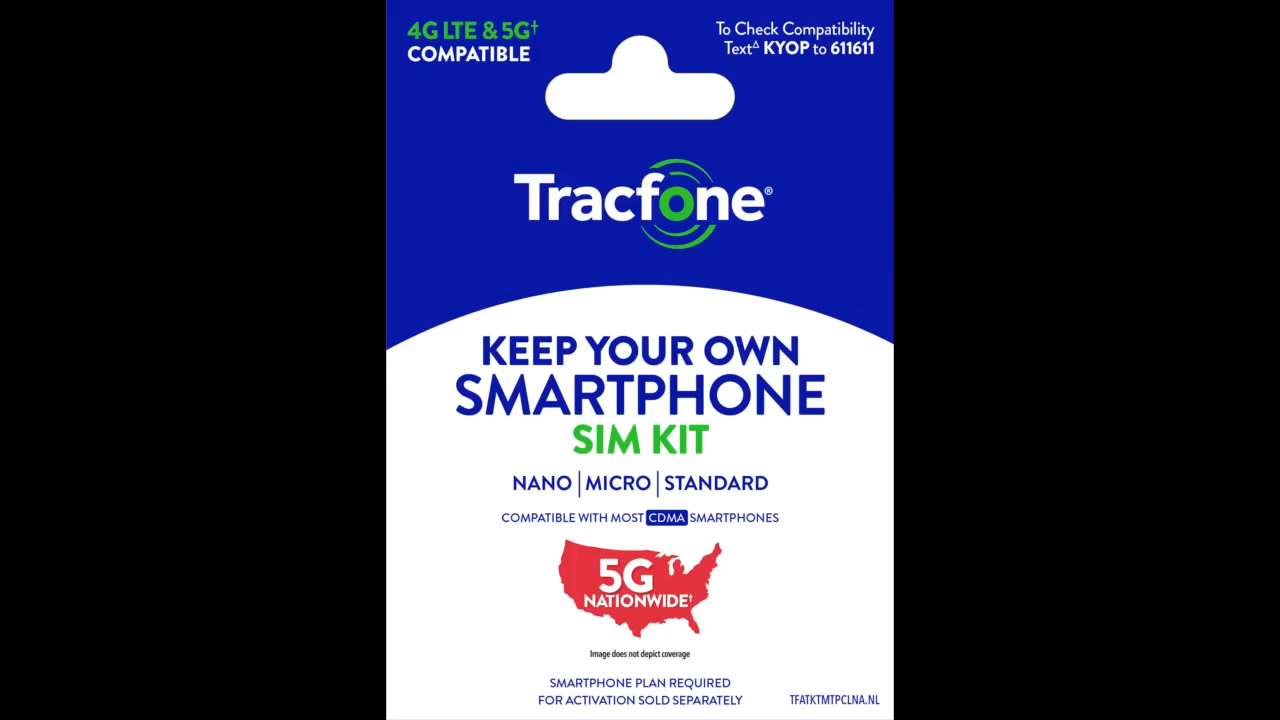 4G LTE & 5G†
COMPATIBLE
To Check Compatibility
Text∆ KYOP to 611611
Tracfone®
KEEP YOUR OWN
SMARTPHONE
SIM KIT
NANO | MICRO | STANDARD
COMPATIBLE WITH MOST CDMA SMARTPHONES
5G
NATIONWIDE†
Image does not depict coverage
SMARTPHONE PLAN REQUIRED
FOR ACTIVATION SOLD SEPARATELY
TFATKTMTPCLNA.NL